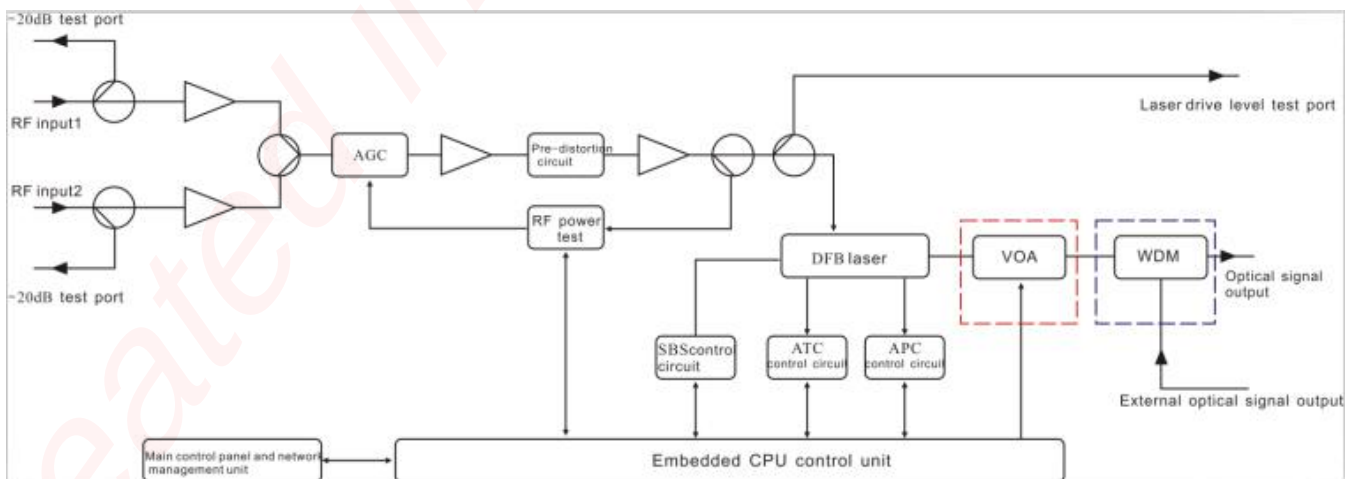 -20dB test port
RF input1
Laser drive level test port
AGC
Pre-distortion
circuit
RF input2
RF power
test
DFB laser
VOA
WDM
Optical signal
output
-20dB test port
SBScontrol
circuit
ATC
control circuit
APC
control circuit
External optical signal output
Main control panel and network
management unit
Embedded CPU control unit
eated in